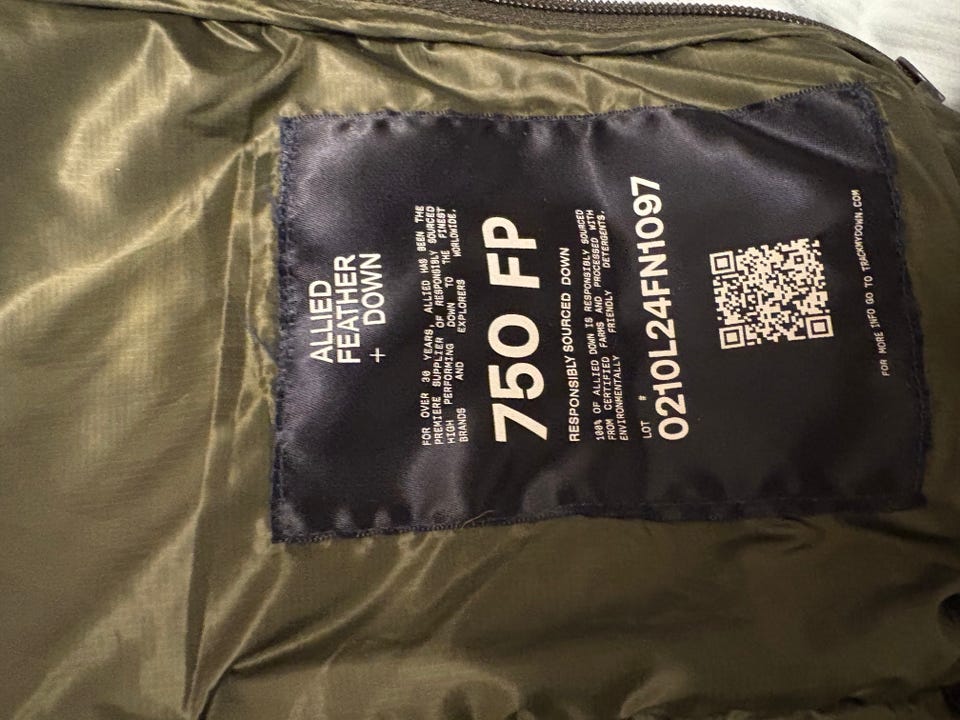 ALLIED
FEATHER
+ DOWN
FOR OVER 30 YEARS, ALLIED HAS BEEN THE
PREMIERE SUPPLIER OF RESPONSIBLY SOURCED
HIGH PERFORMING DOWN TO THE FINEST
BRANDS AND EXPLORERS WORLDWIDE.
750 FP
RESPONSIBLY SOURCED DOWN
100% OF ALLIED DOWN IS RESPONSIBLY SOURCED
FROM CERTIFIED FARMS AND PROCESSED WITH
ENVIRONMENTALLY FRIENDLY DETERGENTS.
LOT #
0210L24FN1097
FOR MORE INFO GO TO TRACKMYDOWN.COM